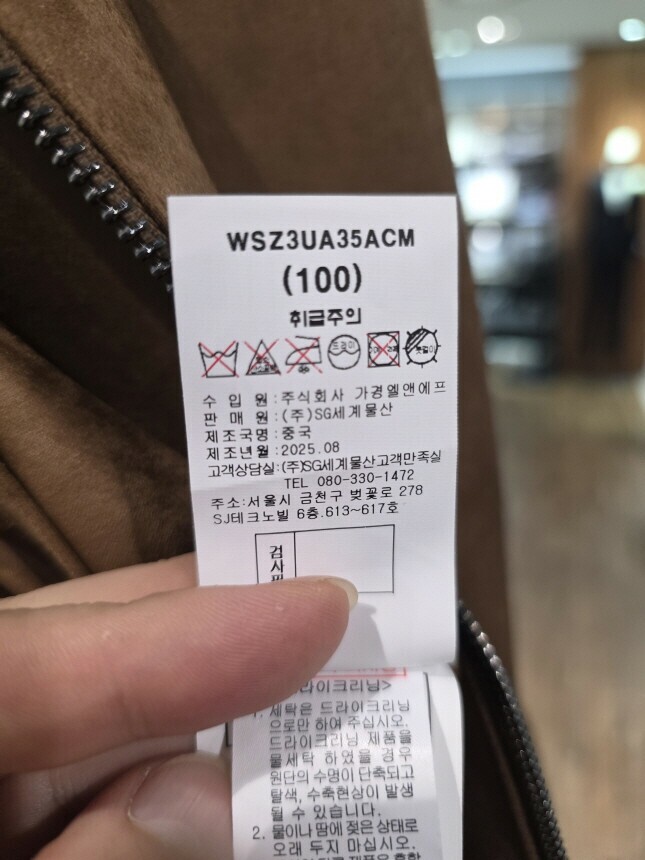 WSZ3UA35ACM
(100)
취급주의
드라이
수 입 원 : 주식회사 가경엘앤에프
판 매 원 : (주)SG세계물산
제조국명 : 중국
제조년월 : 2025.08
고객상담실:(주)SG세계물산고객만족실
TEL 080-330-1472
주소:서울시 금천구 벚꽃로 278
SJ테크노빌 6층.613~617호
검사
라이크리닝>
1. 세탁은 드라이크리닝
으로만 하여 주십시오.
드라이크리닝 제품을
물세탁 하였을 경우
원단의 수명이 단축되고
탈색, 수축현상이 발생
될 수 있습니다.
2. 물이나 땀에 젖은 상태로
오래 두지 마십시오.